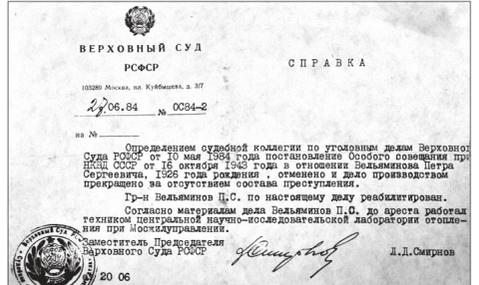 ВЕРХОВНЫЙ СУД
РСФСР
103289 Москва, пл. Куйбышева, д. 3/7
27.06.84 № ОС84-2
на №
СПРАВКА
Определением судебной коллегии по уголовным делам Верховно
Суда РСФСР от 10 мая 1984 года постановление Особого совещания при
НКВД СССР от 16 октября 1943 года в отношении Вельяминова Петра
Сергеевича, 1926 года рождения, отменено и дело производством
прекращено за отсутствием состава преступления.
Гр-н Вельяминов П.С. по настоящему делу реабилитирован.
Согласно материалам дела Вельяминов П.С. до ареста работал
техником центральной научно-исследовательской лаборатории отопле-
ния при Мосжилуправлении.
Заместитель Председателя
Верховного Суда РСФСР
Л.Д.Смирнов
20 06